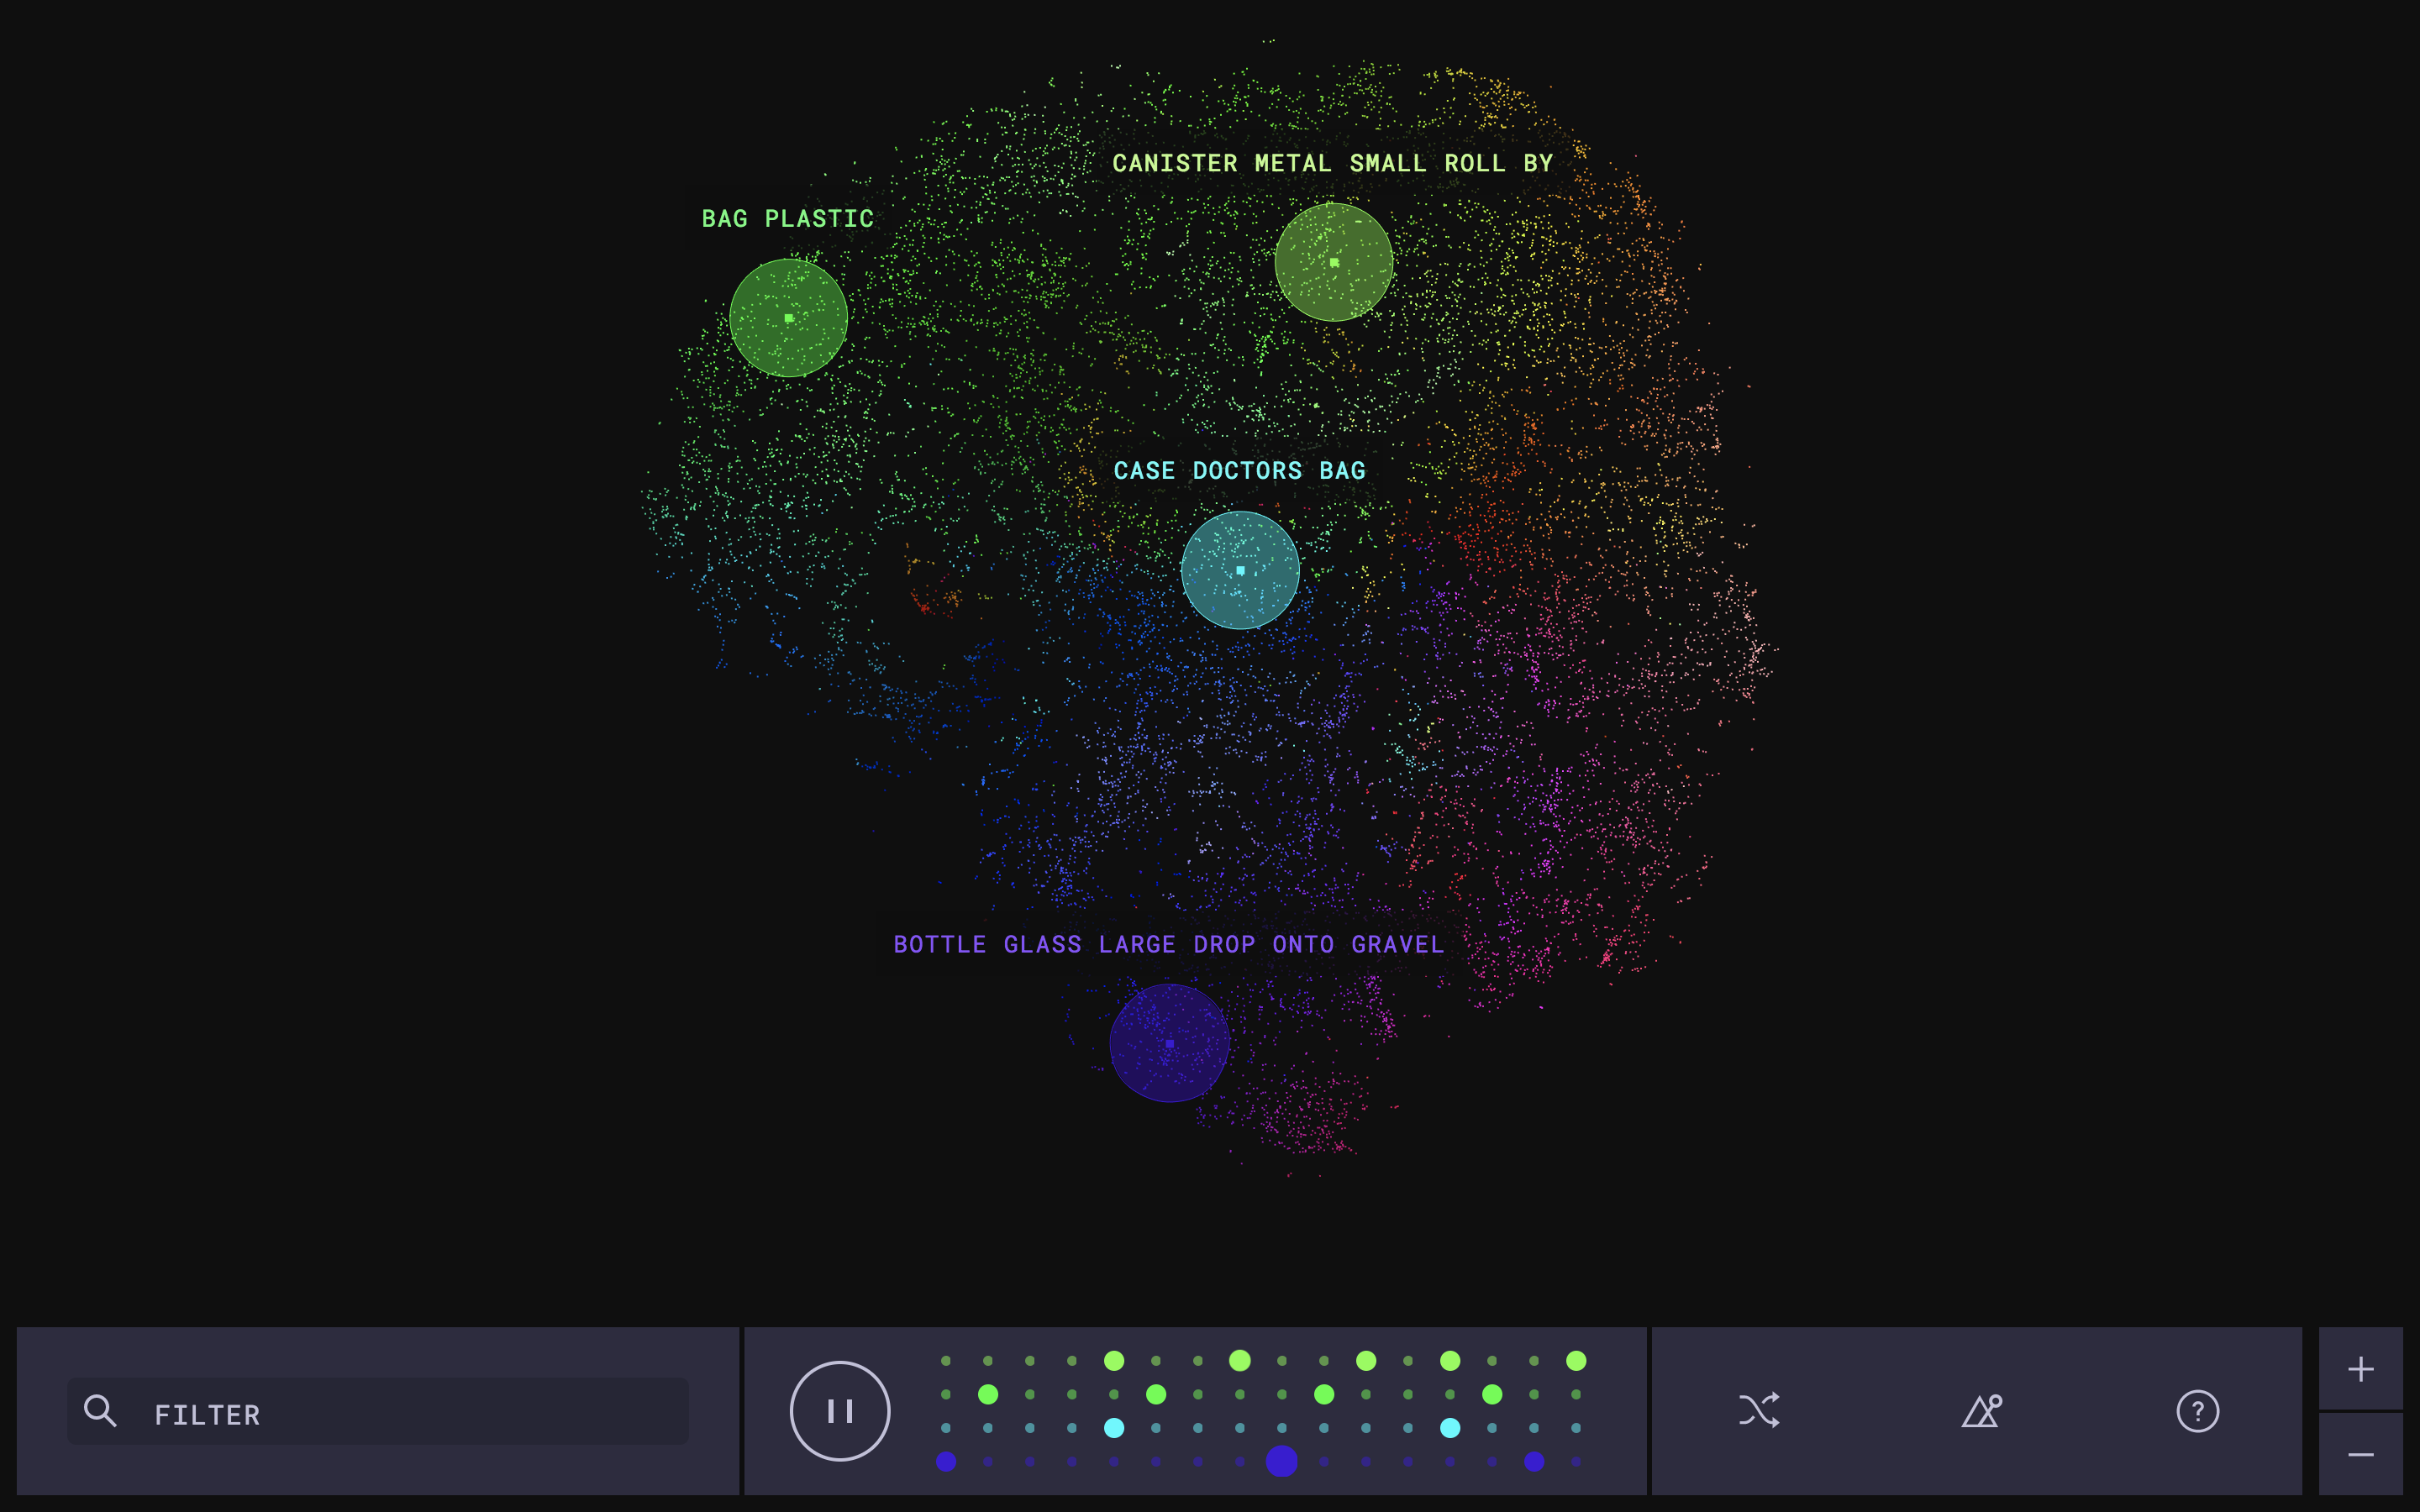 CANISTER METAL SMALL ROLL BY
BAG PLASTIC
CASE DOCTORS BAG
BOTTLE GLASS LARGE DROP ONTO GRAVEL
FILTER
?
+
−